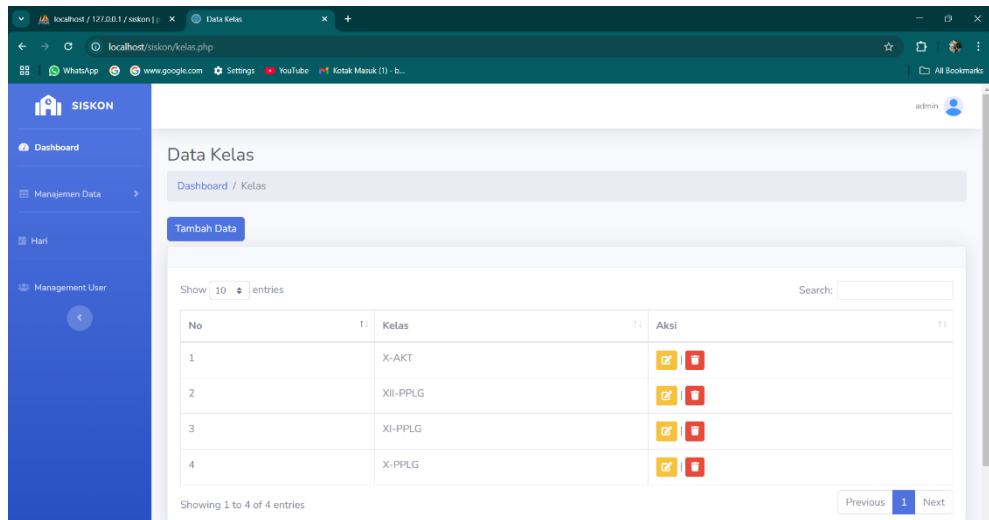 localhost / 127.0.0.1 / siskon | p
Data Kelas
localhost/siskon/kelas.php
WhatsApp
www.google.com
Settings
YouTube
Kotak Masuk (1) - b...
All Bookmarks
SISKON
admin
Dashboard
Manajemen Data
Hari
Management User
Data Kelas
Dashboard / Kelas
Tambah Data
Show 10 entries
Search:
No Kelas Aksi
1 X-AKT |
2 XII-PPLG |
3 XI-PPLG |
4 X-PPLG |
Showing 1 to 4 of 4 entries
Previous 1 Next